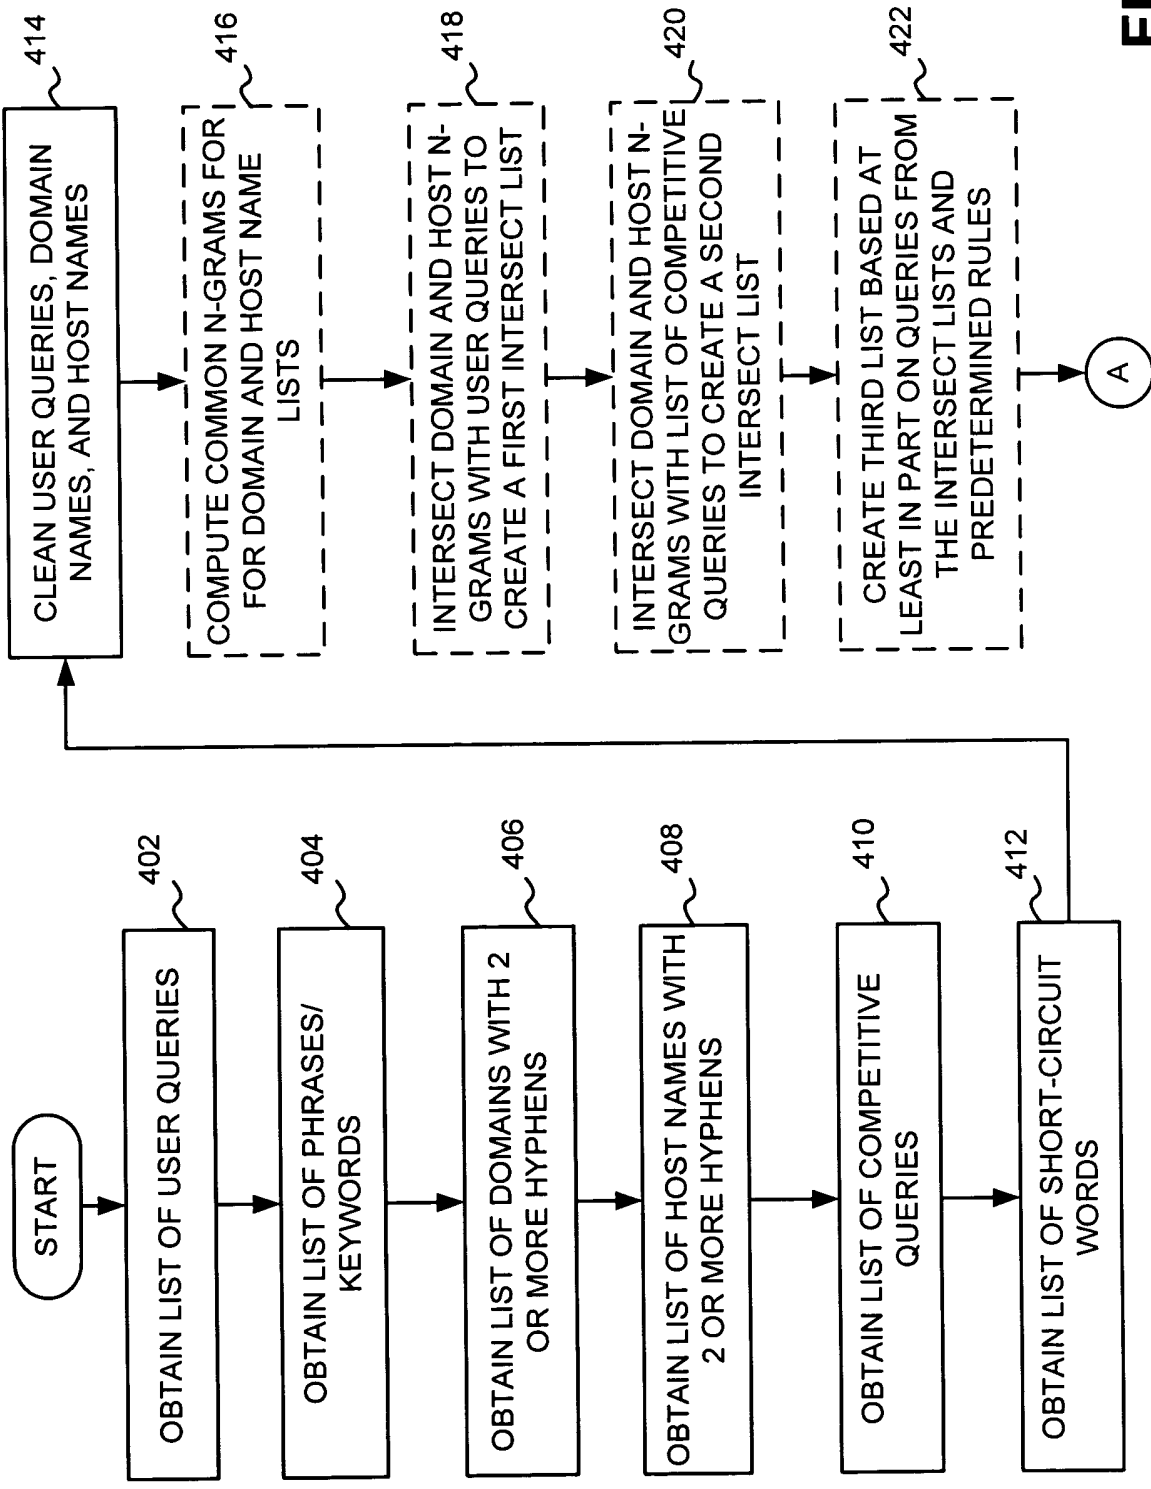 START
402
OBTAIN LIST OF USER QUERIES
404
OBTAIN LIST OF PHRASES/
KEYWORDS
406
OBTAIN LIST OF DOMAINS WITH 2
OR MORE HYPHENS
408
OBTAIN LIST OF HOST NAMES WITH
2 OR MORE HYPHENS
410
OBTAIN LIST OF COMPETITIVE
QUERIES
412
OBTAIN LIST OF SHORT-CIRCUIT
WORDS
414
CLEAN USER QUERIES, DOMAIN
NAMES, AND HOST NAMES
416
COMPUTE COMMON N-GRAMS FOR
FOR DOMAIN AND HOST NAME
LISTS
418
INTERSECT DOMAIN AND HOST N-
GRAMS WITH USER QUERIES TO
CREATE A FIRST INTERSECT LIST
420
INTERSECT DOMAIN AND HOST N-
GRAMS WITH LIST OF COMPETITIVE
QUERIES TO CREATE A SECOND
INTERSECT LIST
422
CREATE THIRD LIST BASED AT
LEAST IN PART ON QUERIES FROM
THE INTERSECT LISTS AND
PREDETERMINED RULES
A